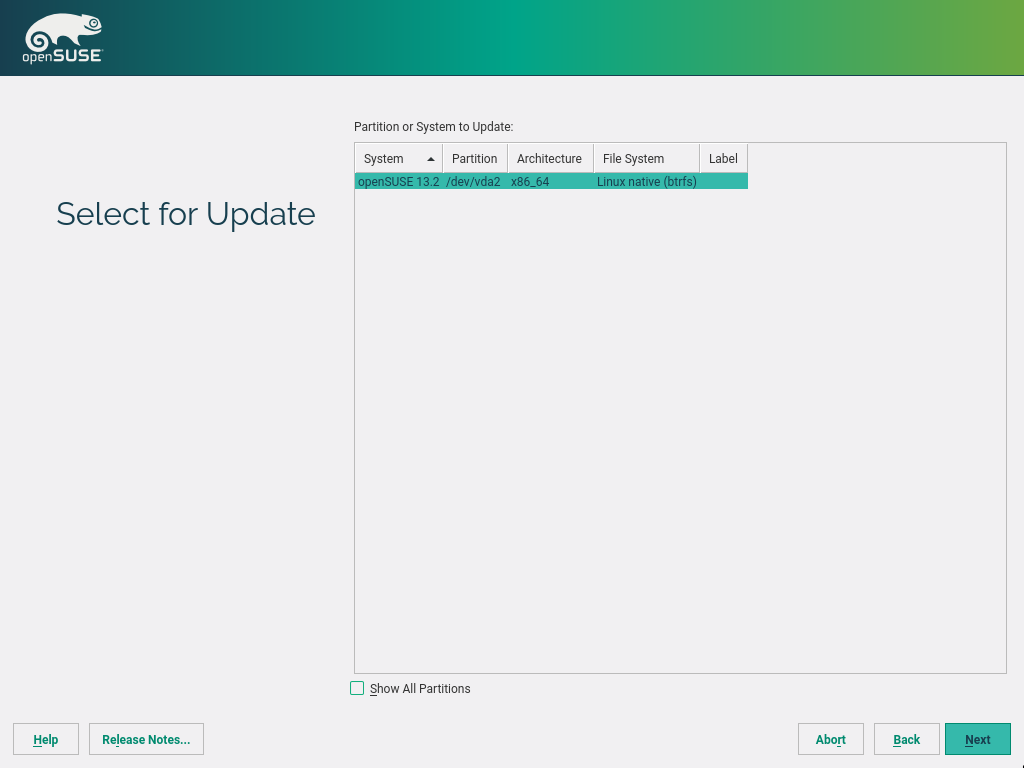 openSUSE
Partition or System to Update:
System Partition Architecture File System Label
openSUSE 13.2 /dev/vda2 x86_64 Linux native (btrfs)
Select for Update
Show All Partitions
Help Release Notes... Abort Back Next